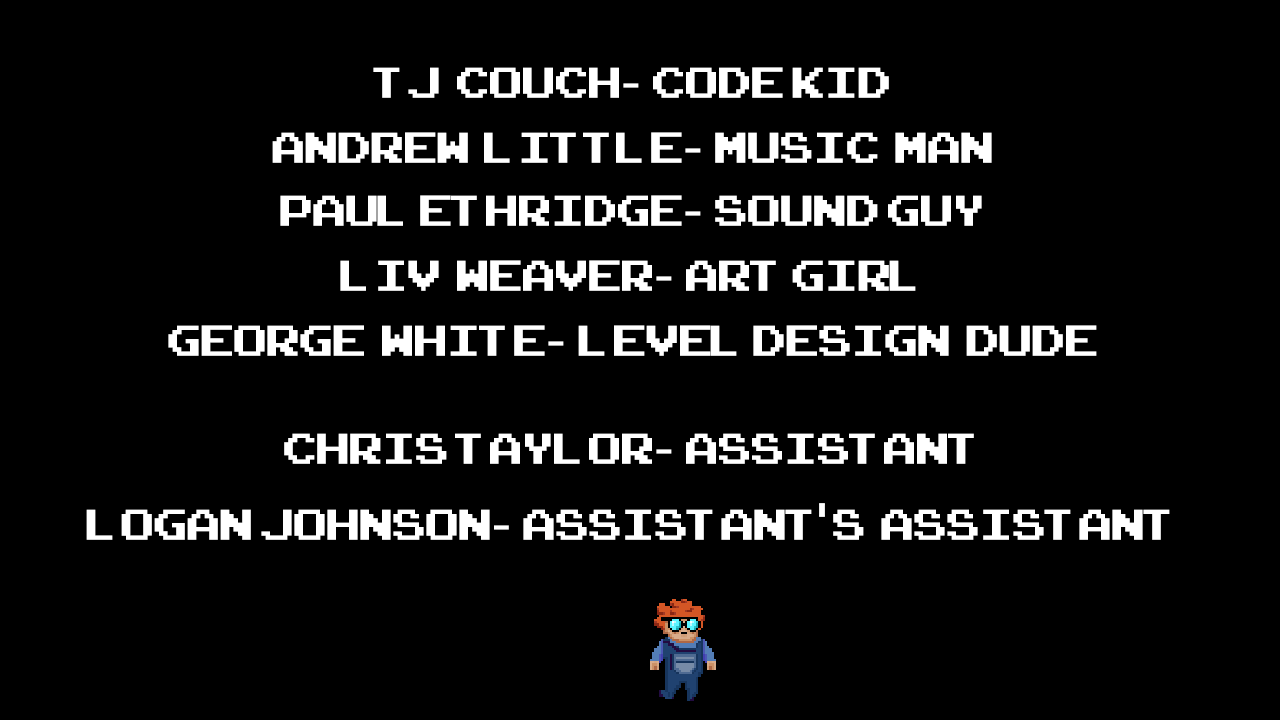 TJ COUCH- CODE KID
ANDREW LITTLE- MUSIC MAN
PAUL ETHRIDGE- SOUND GUY
LIV WEAVER- ART GIRL
GEORGE WHITE- LEVEL DESIGN DUDE
CHRIS TAYLOR- ASSISTANT
LOGAN JOHNSON- ASSISTANT'S ASSISTANT